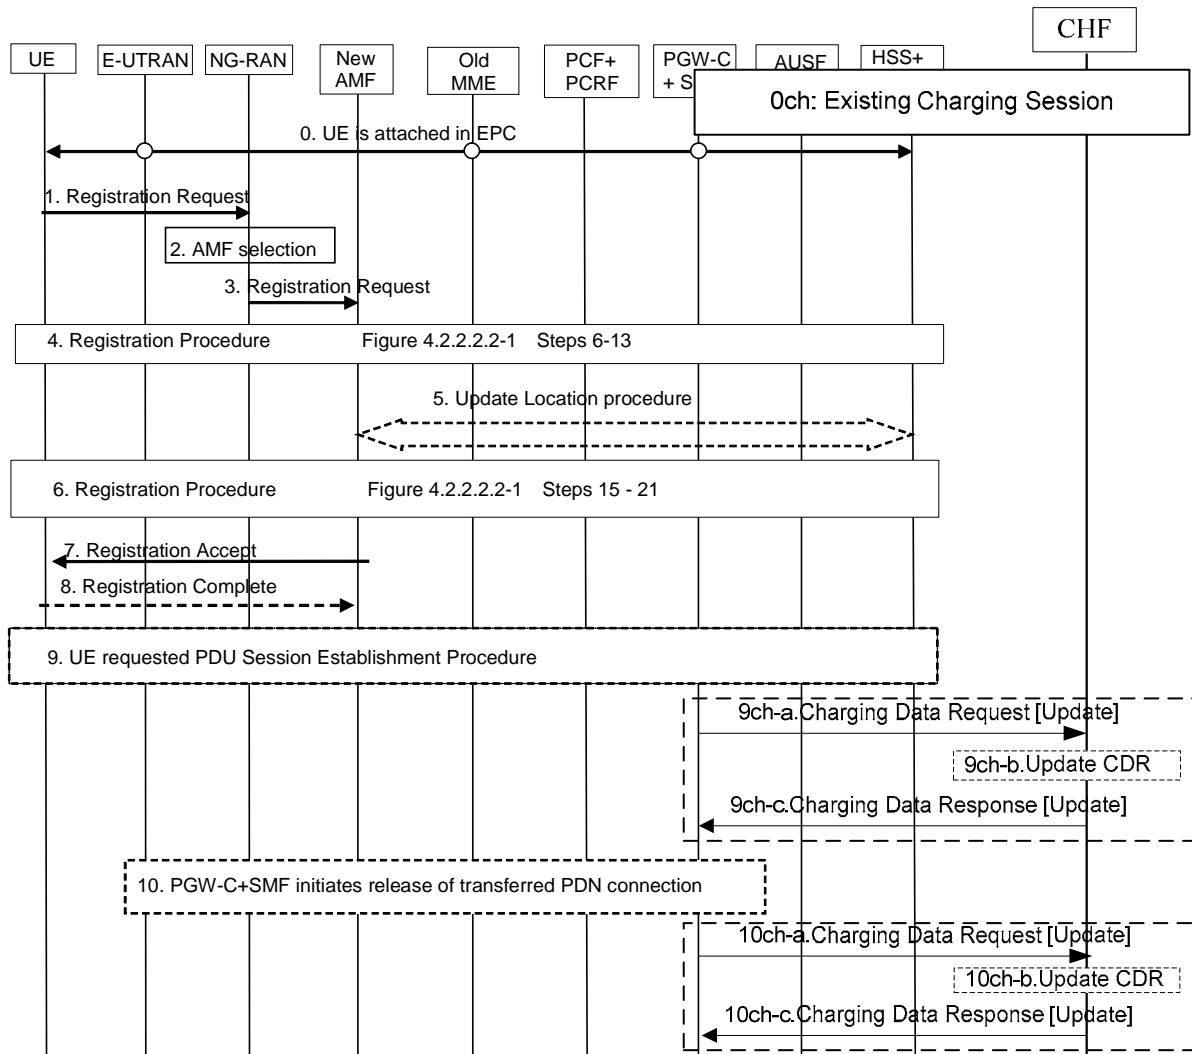 CHF
UE
E-UTRAN
NG-RAN
New
AMF
Old
MME
PCF+
PCRF
PGW-C
+ S
AUSF
HSS+
0ch: Existing Charging Session
0. UE is attached in EPC
1. Registration Request
2. AMF selection
3. Registration Request
4. Registration Procedure Figure 4.2.2.2.2-1 Steps 6-13
5. Update Location procedure
6. Registration Procedure Figure 4.2.2.2.2-1 Steps 15 - 21
7. Registration Accept
8. Registration Complete
9. UE requested PDU Session Establishment Procedure
9ch-a.Charging Data Request [Update]
9ch-b.Update CDR
9ch-c.Charging Data Response [Update]
10. PGW-C+SMF initiates release of transferred PDN connection
10ch-a.Charging Data Request [Update]
10ch-b.Update CDR
10ch-c.Charging Data Response [Update]